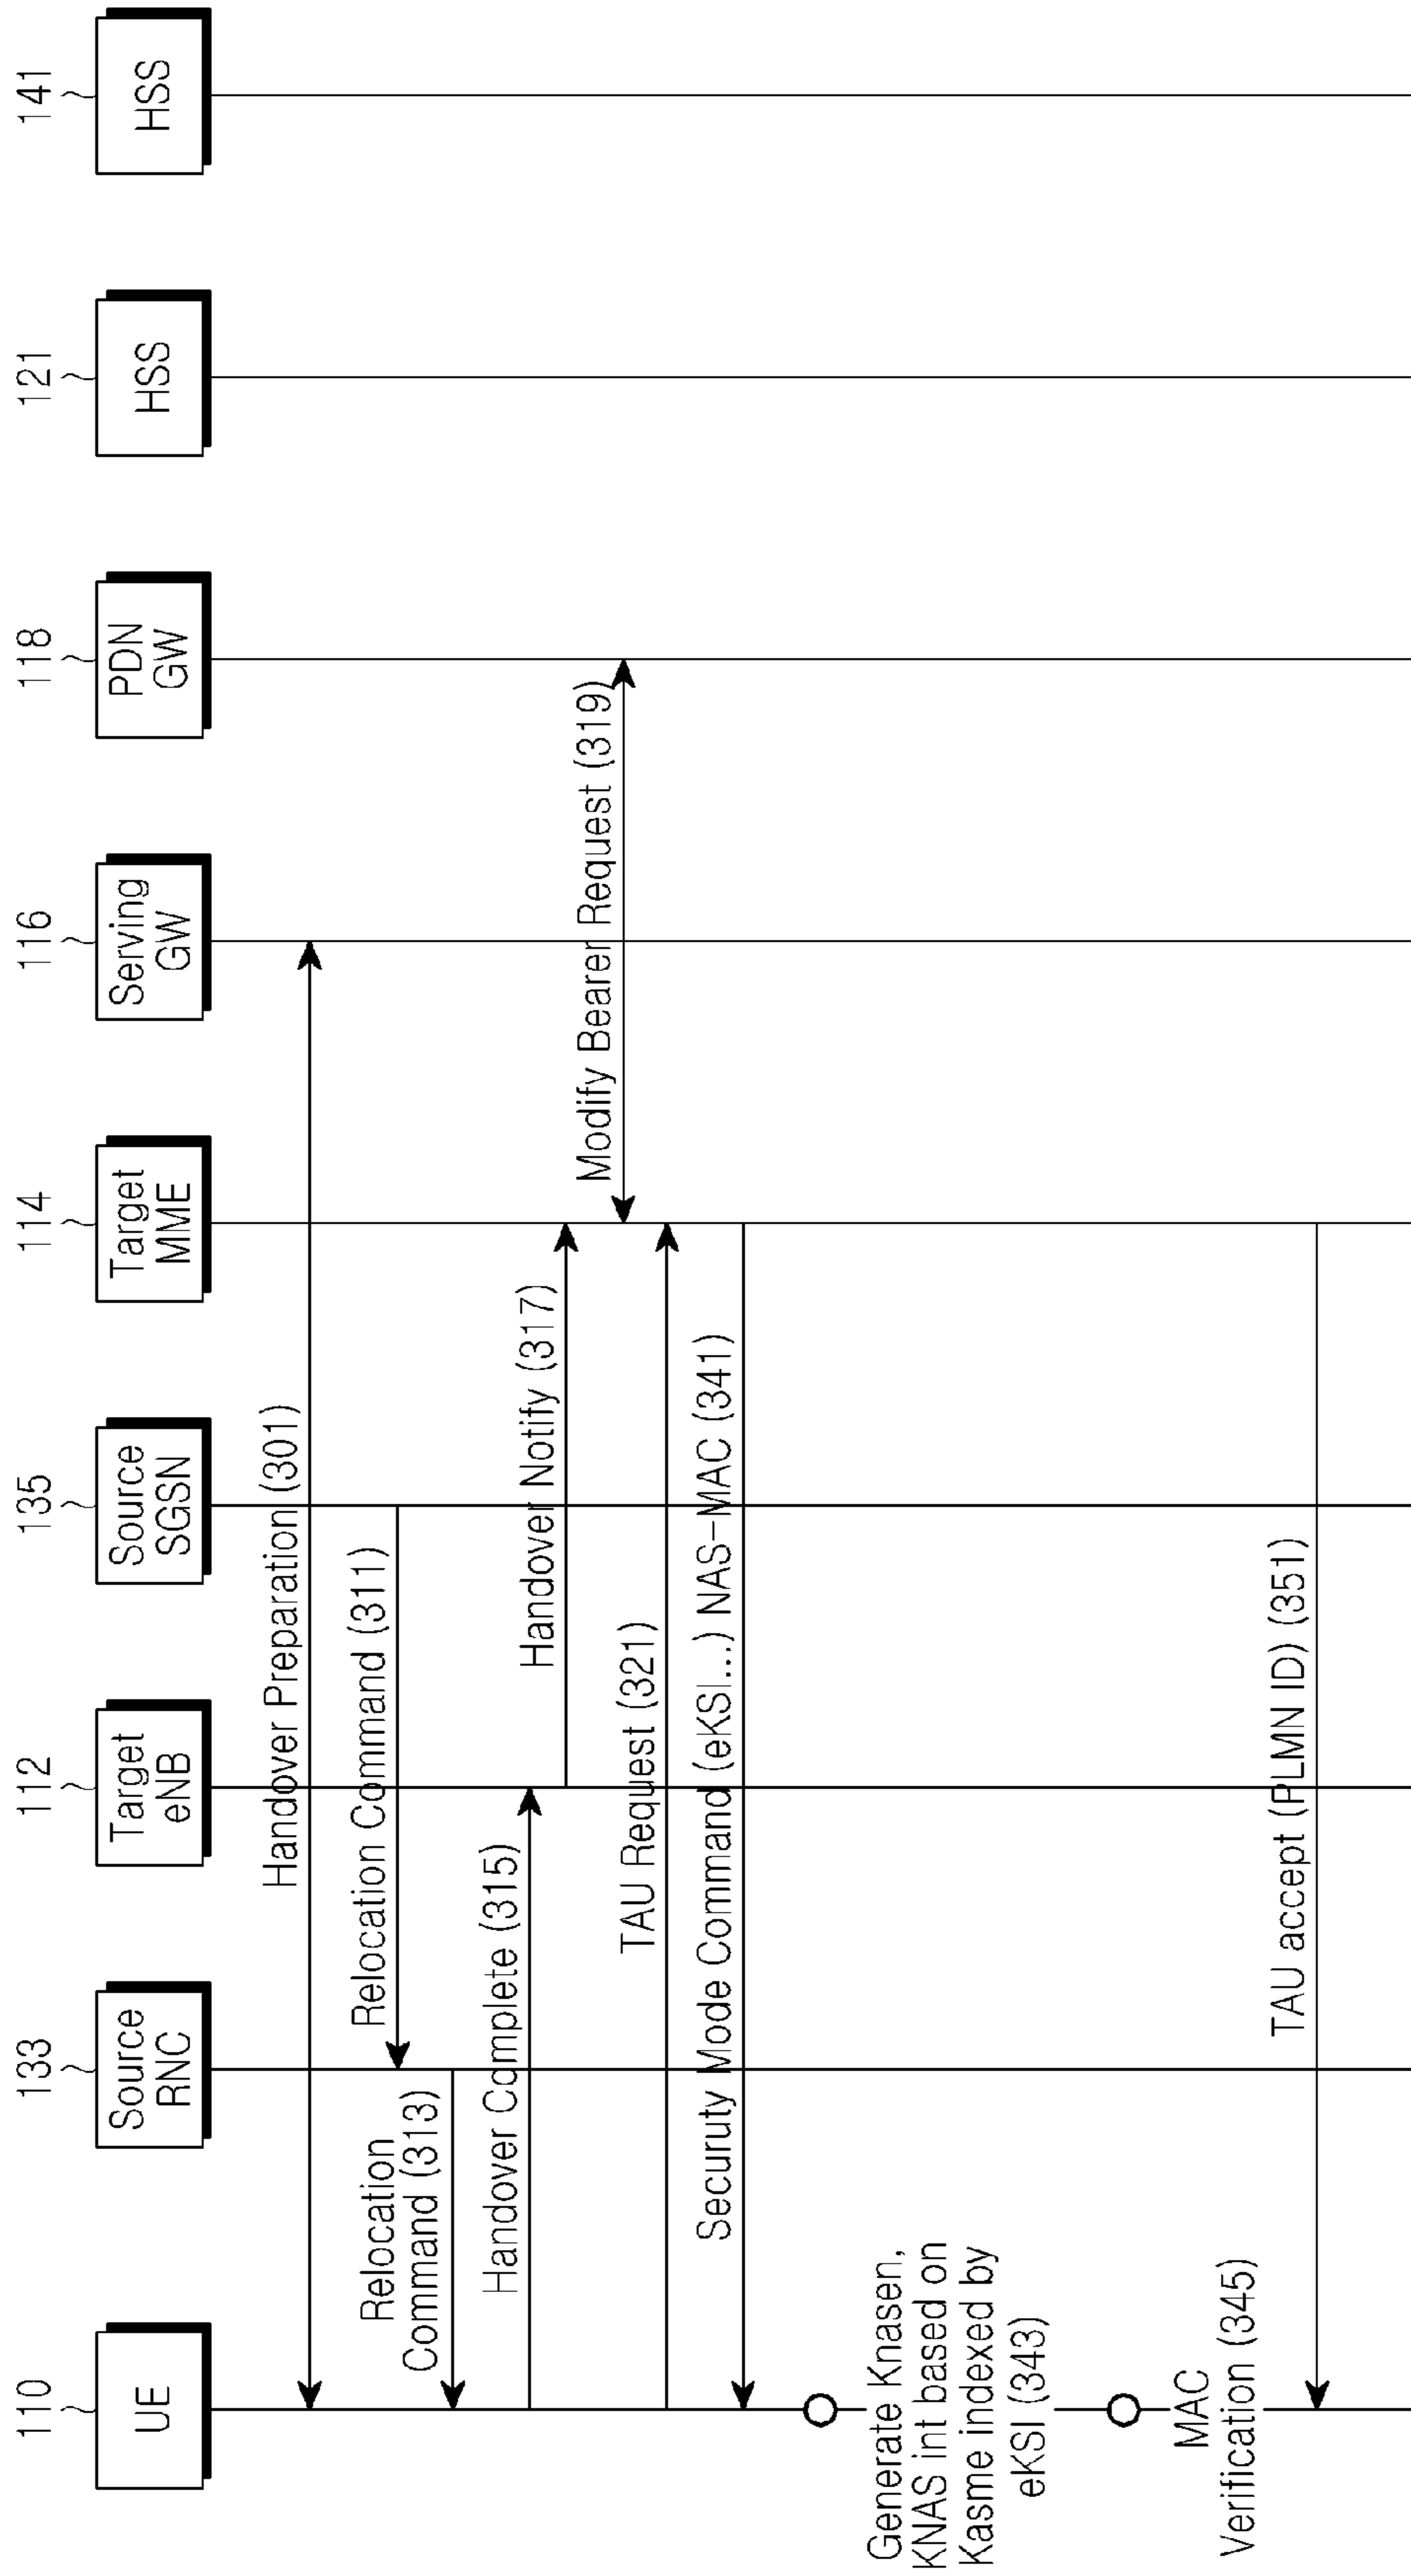 110
133
112
135
114
116
118
121
141
UE
Source
RNC
Target
eNB
Source
SGSN
Target
MME
Serving
GW
PDN
GW
HSS
HSS
Handover Preparation (301)
Relocation Command (311)
Relocation
Command (313)
Handover Complete (315)
Handover Notify (317)
Modify Bearer Request (319)
TAU Request (321)
Securuty Mode Command (eKSI...) NAS-MAC (341)
Generate Knasen,
KNAS int based on
Kasme indexed by
eKSI (343)
MAC
Verification (345)
TAU accept (PLMN ID) (351)